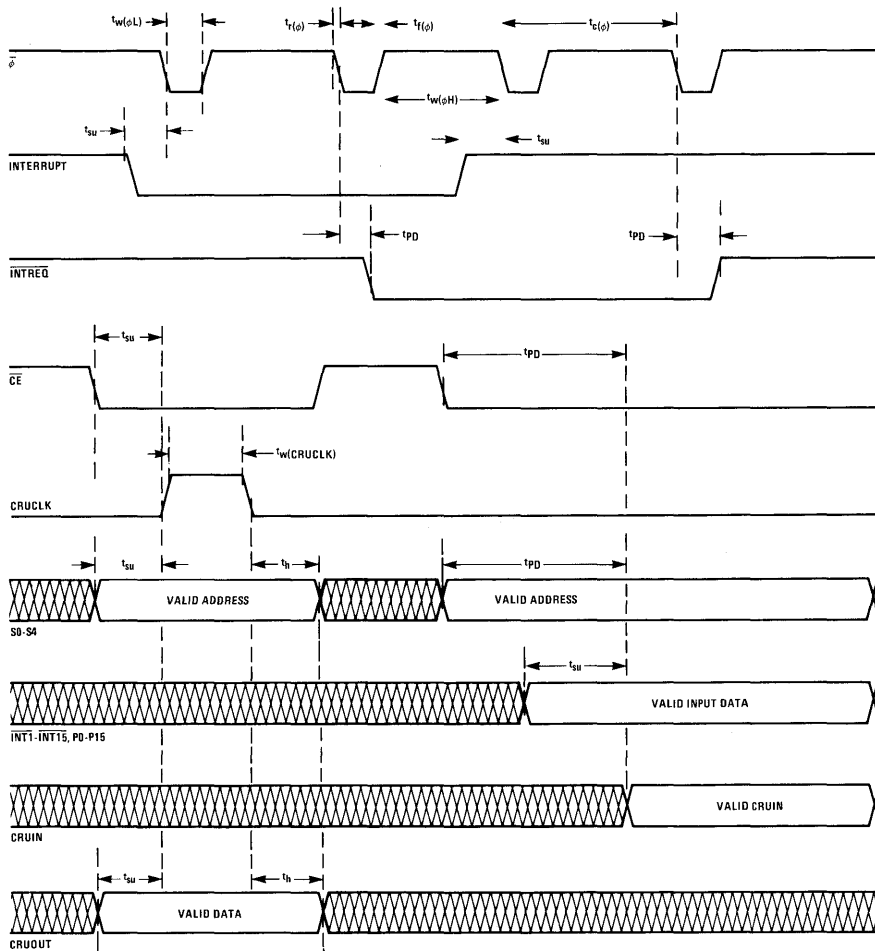 tw(ϕL)
tr(ϕ)
tf(ϕ)
tc(ϕ)
ϕ̅
tw(ϕH)
tsu
tsu
INTERRUPT
tPD
tPD
INTREQ
tsu
tPD
CE
tw(CRUCLK)
CRUCLK
tsu
th
tPD
VALID ADDRESS
VALID ADDRESS
S0-S4
tsu
VALID INPUT DATA
INT1-INT15, P0-P15
VALID CRUIN
CRUIN
tsu
th
VALID DATA
CRUOUT